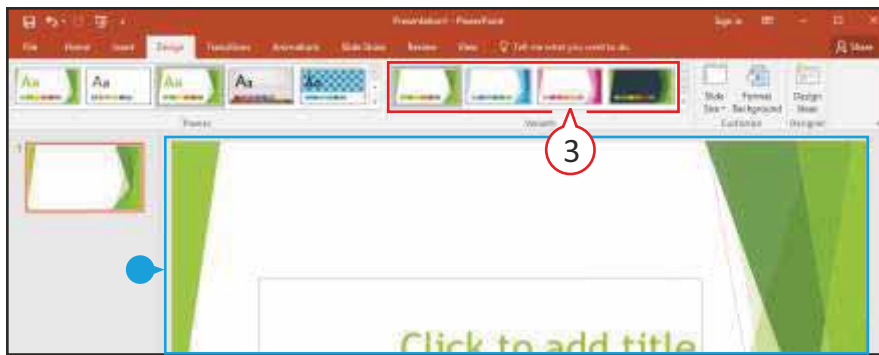 Presentation1 - PowerPoint
Sign in
File Home Insert Design Transitions Animations Slide Show Review View Tell me what you want to do.
Share
Aa Aa Aa Aa Aa
Slide Size Format Background Design Ideas
Themes Variants Customize Designer
3
1
Click to add title